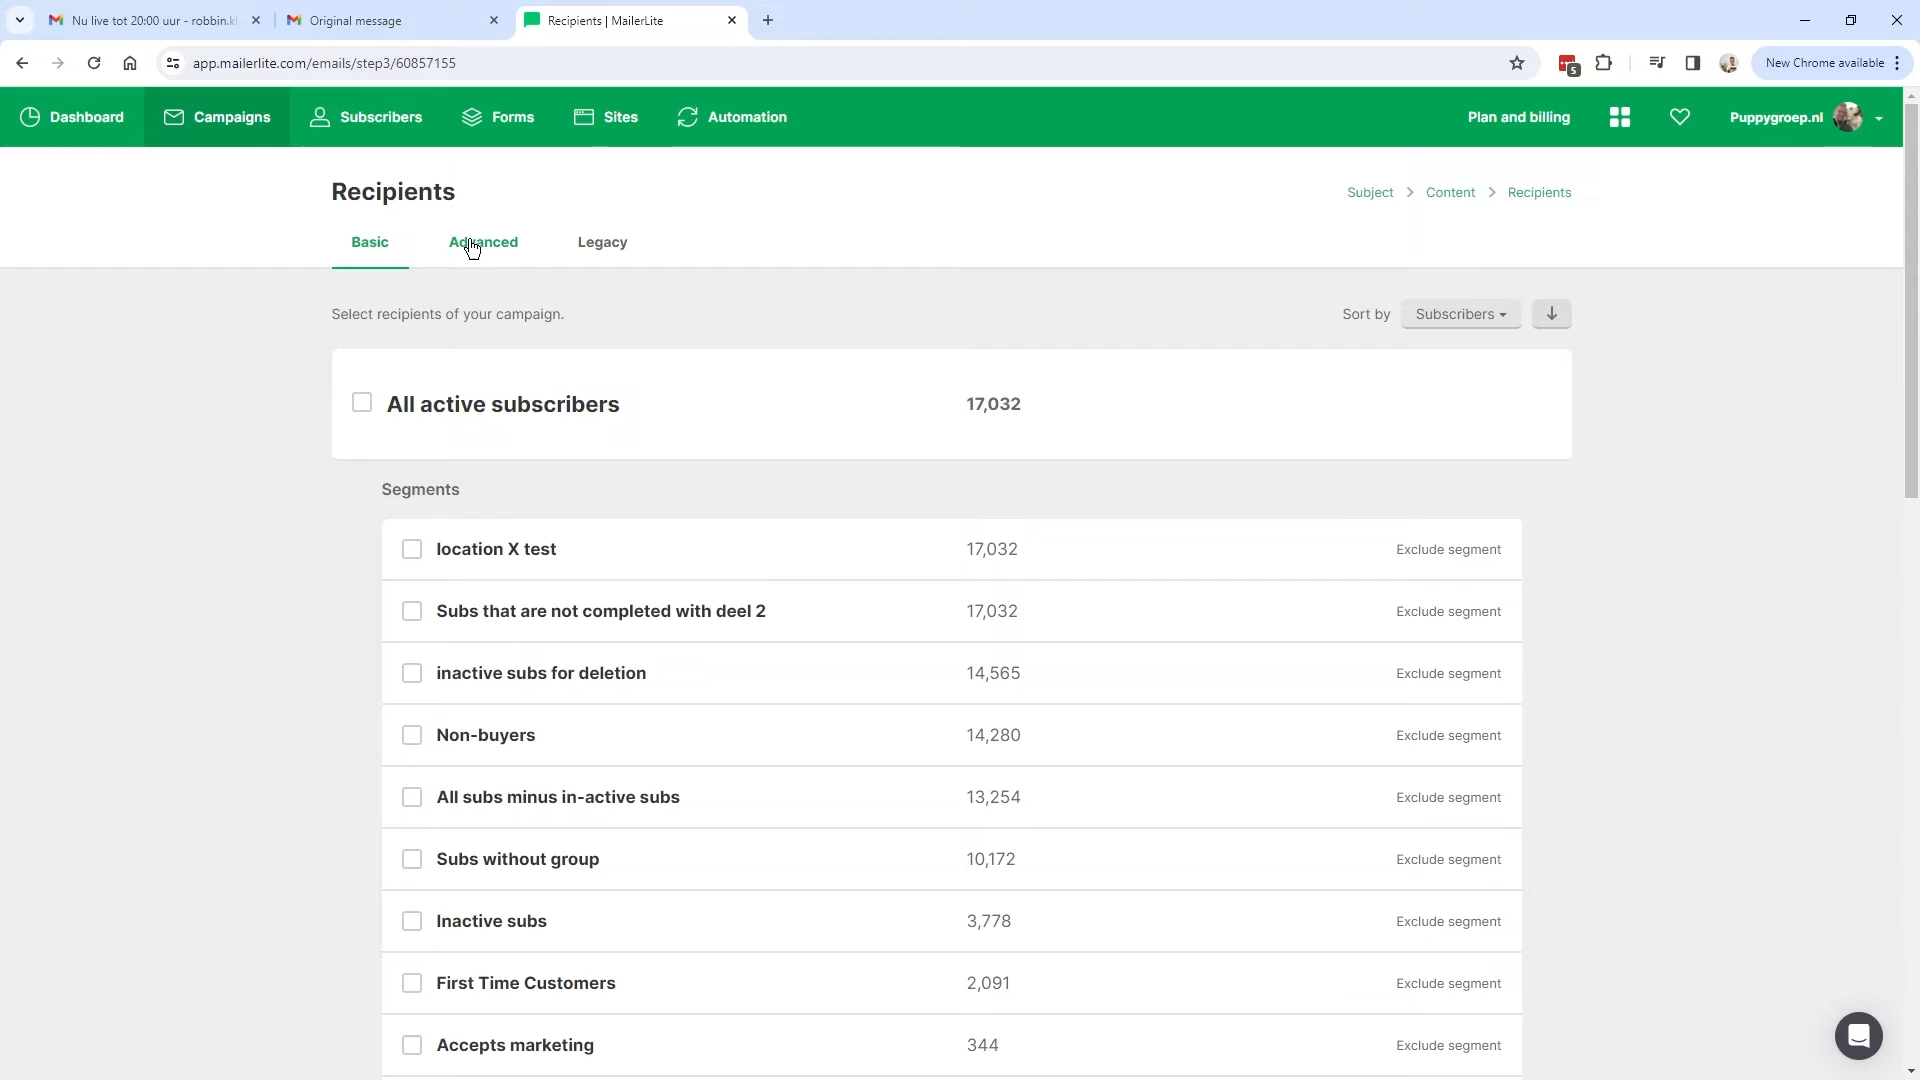 Nu live tot 20:00 uur - robbin.kl
Original message
Recipients | MailerLite
app.mailerlite.com/emails/step3/60857155
5
New Chrome available
Dashboard
Campaigns
Subscribers
Forms
Sites
Automation
Plan and billing
Puppygroep.nl
Recipients
Subject > Content > Recipients
Basic
Advanced
Legacy
Select recipients of your campaign.
Sort by
Subscribers
All active subscribers 17,032
Segments
location X test 17,032 Exclude segment
Subs that are not completed with deel 2 17,032 Exclude segment
inactive subs for deletion 14,565 Exclude segment
Non-buyers 14,280 Exclude segment
All subs minus in-active subs 13,254 Exclude segment
Subs without group 10,172 Exclude segment
Inactive subs 3,778 Exclude segment
First Time Customers 2,091 Exclude segment
Accepts marketing 344 Exclude segment